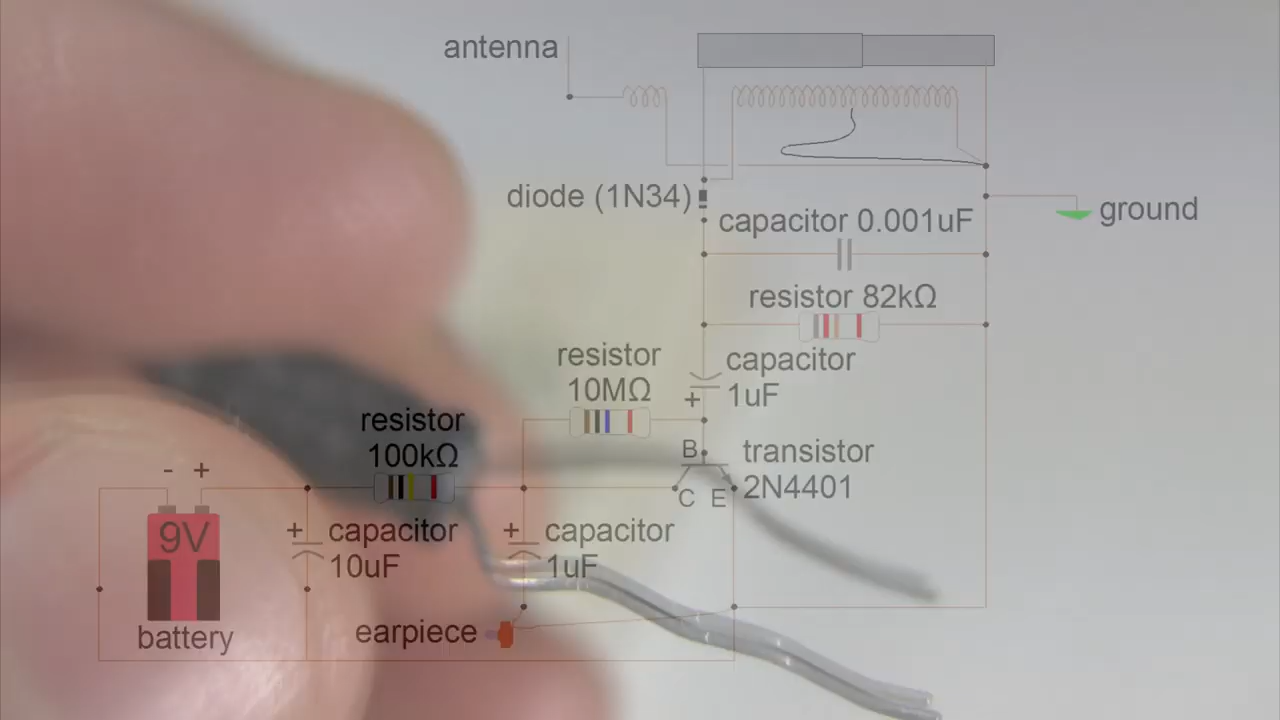 antenna
diode (1N34)
capacitor 0.001uF
ground
resistor 82kΩ
resistor
10MΩ
capacitor
+ 1uF
resistor
100kΩ
B
C E
transistor
2N4401
- +
9V
battery
+ capacitor
10uF
+ capacitor
1uF
earpiece